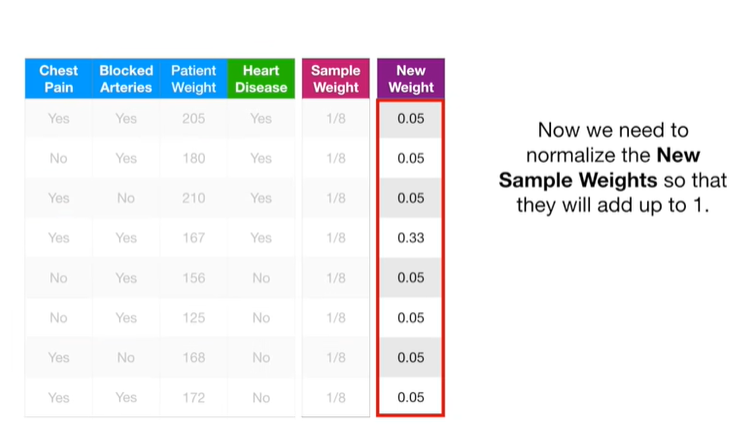 Chest Pain Blocked Arteries Patient Weight Heart Disease Sample Weight New Weight
Yes Yes 205 Yes 1/8 0.05
No Yes 180 Yes 1/8 0.05
Yes No 210 Yes 1/8 0.05
Yes Yes 167 Yes 1/8 0.33
No Yes 156 No 1/8 0.05
No Yes 125 No 1/8 0.05
Yes No 168 No 1/8 0.05
Yes Yes 172 No 1/8 0.05
Now we need to
normalize the New
Sample Weights so that
they will add up to 1.